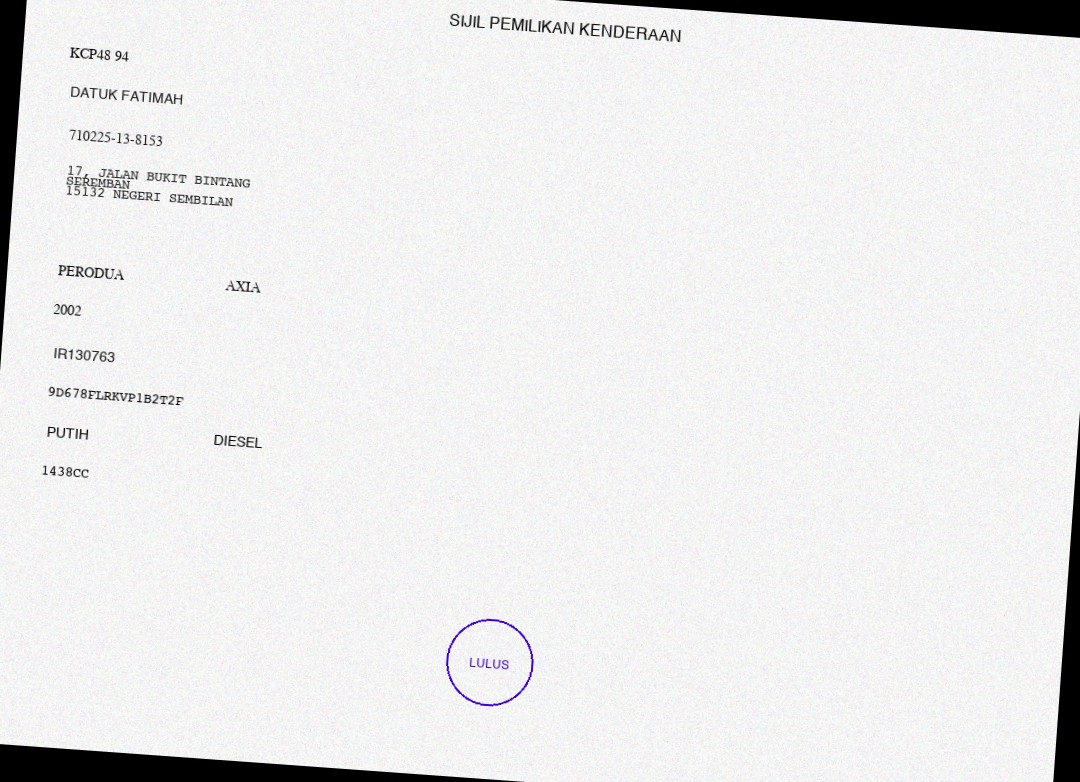 SIJIL PEMILIKAN KENDERAAN
KCP48 94
DATUK FATIMAH
710225-13-8153
17, JALAN BUKIT BINTANG
SEREMBAN
15132 NEGERI SEMBILAN
PERODUA AXIA
2002
IR130763
9D678FLRKVP1B2T2F
PUTIH DIESEL
1438CC
LULUS